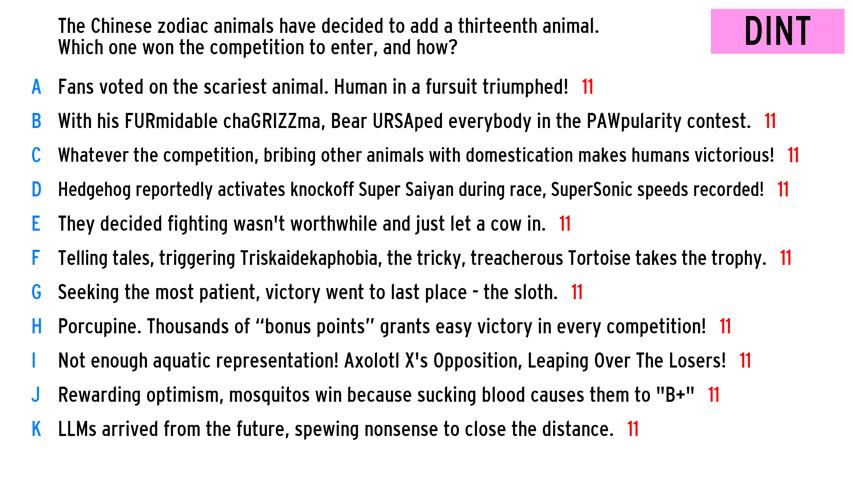 The Chinese zodiac animals have decided to add a thirteenth animal.
Which one won the competition to enter, and how?
DINT
A Fans voted on the scariest animal. Human in a fursuit triumphed! 11
B With his FURmidable chaGRIZZma, Bear URSAped everybody in the PAWpularity contest. 11
C Whatever the competition, bribing other animals with domestication makes humans victorious! 11
D Hedgehog reportedly activates knockoff Super Saiyan during race, SuperSonic speeds recorded! 11
E They decided fighting wasn't worthwhile and just let a cow in. 11
F Telling tales, triggering Triskaidekaphobia, the tricky, treacherous Tortoise takes the trophy. 11
G Seeking the most patient, victory went to last place - the sloth. 11
H Porcupine. Thousands of “bonus points” grants easy victory in every competition! 11
I Not enough aquatic representation! Axolotl X's Opposition, Leaping Over The Losers! 11
J Rewarding optimism, mosquitos win because sucking blood causes them to "B+" 11
K LLMs arrived from the future, spewing nonsense to close the distance. 11